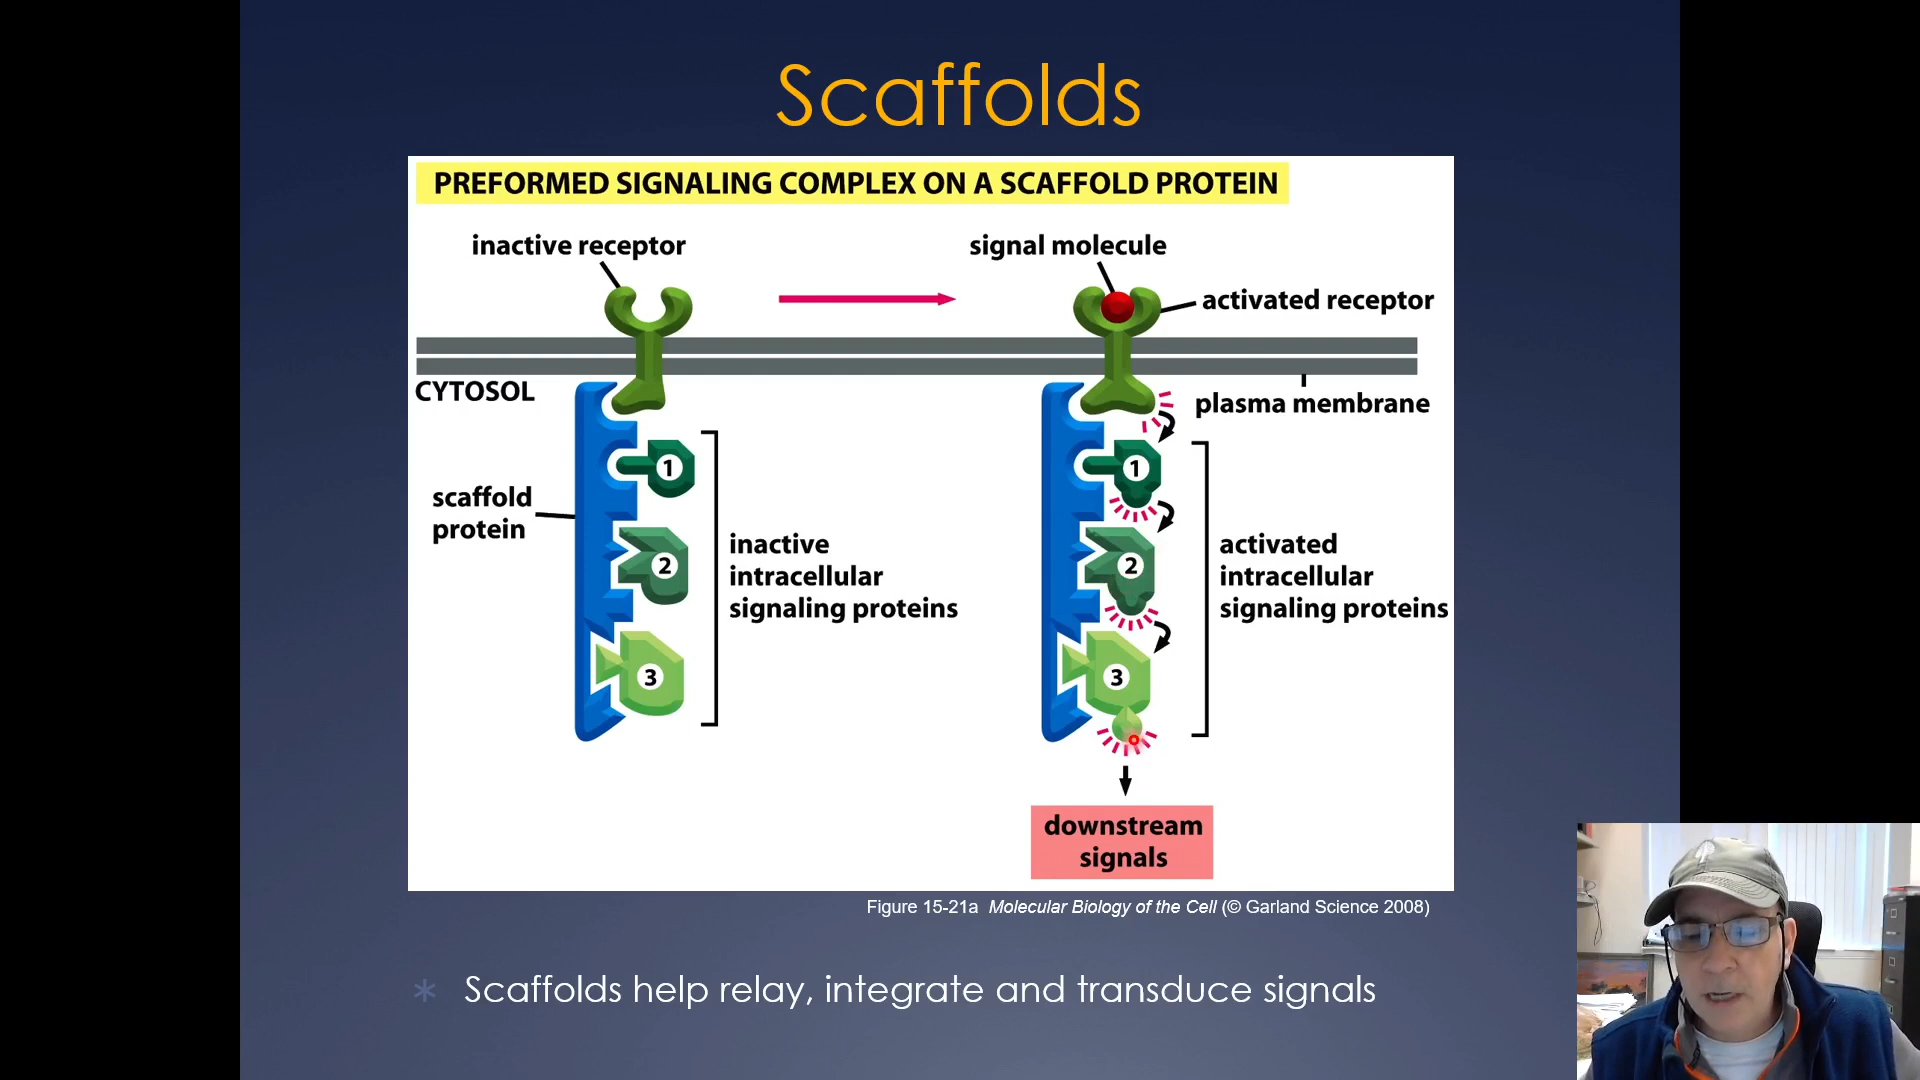 Scaffolds
PREFORMED SIGNALING COMPLEX ON A SCAFFOLD PROTEIN
inactive receptor
signal molecule
activated receptor
CYTOSOL
plasma membrane
scaffold
protein
1
2
3
inactive
intracellular
signaling proteins
1
2
3
activated
intracellular
signaling proteins
downstream
signals
Figure 15-21a Molecular Biology of the Cell (© Garland Science 2008)
* Scaffolds help relay, integrate and transduce signals